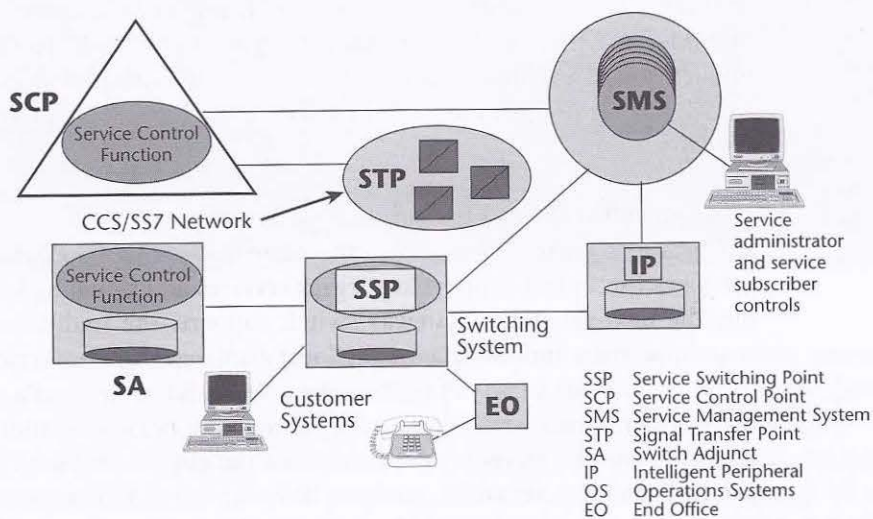 SCP
Service Control
Function
SMS
STP
CCS/SS7 Network
Service
administrator
and service
subscriber
controls
Service Control
Function
SSP
IP
Switching
System
SA
Customer
Systems
EO
SSP Service Switching Point
SCP Service Control Point
SMS Service Management System
STP Signal Transfer Point
SA Switch Adjunct
IP Intelligent Peripheral
OS Operations Systems
EO End Office